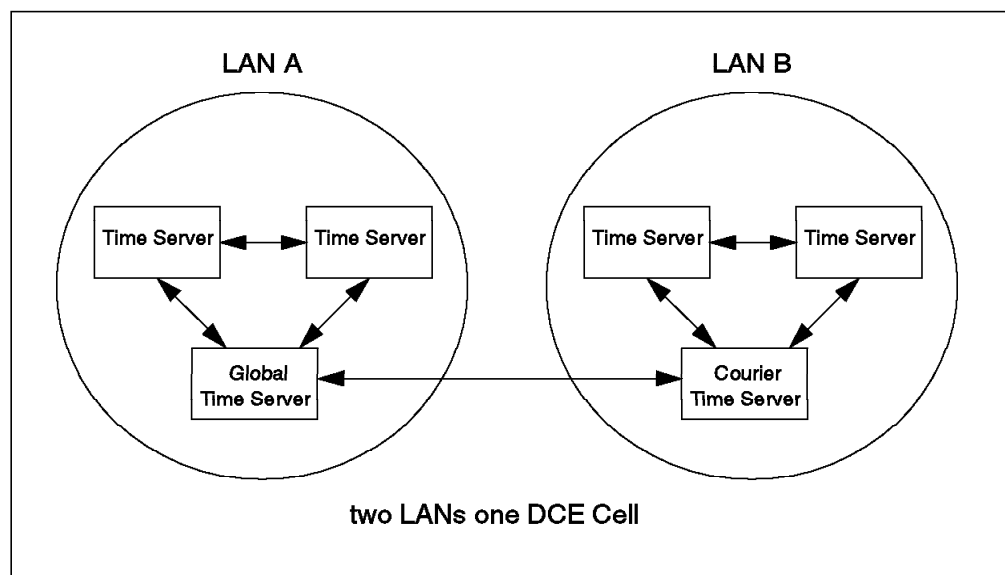 LAN A
LAN B
Time Server
Time Server
Time Server
Time Server
Global
Time Server
Courier
Time Server
two LANs one DCE Cell